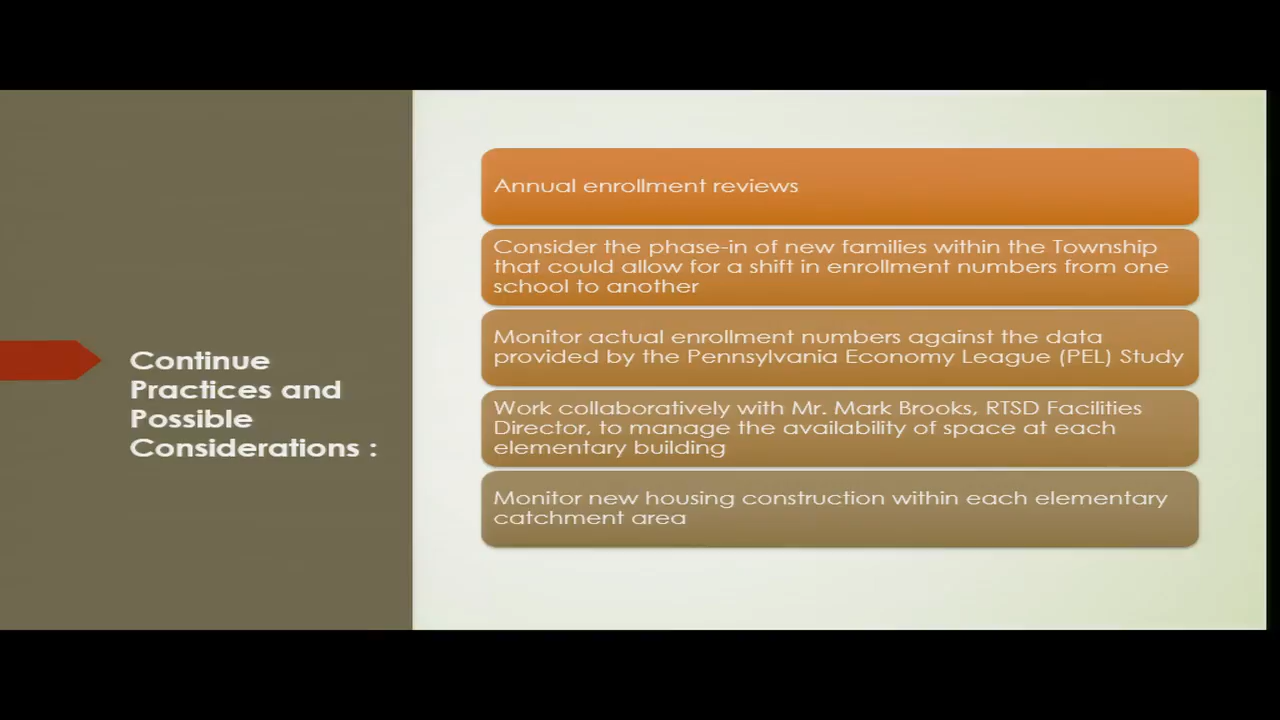 Continue
Practices and
Possible
Considerations :
Annual enrollment reviews
Consider the phase-in of new families within the Township
that could allow for a shift in enrollment numbers from one
school to another
Monitor actual enrollment numbers against the data
provided by the Pennsylvania Economy League (PEL) Study
Work collaboratively with Mr. Mark Brooks, RTSD Facilities
Director, to manage the availability of space at each
elementary building
Monitor new housing construction within each elementary
catchment area